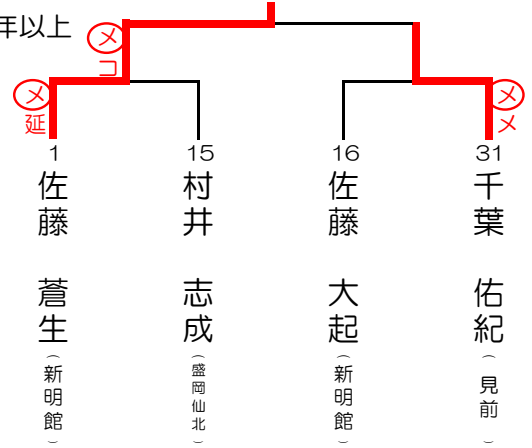 年以上
メ
コ
メ
延
メ
メ
1
佐藤 蒼生（新明館）
15
村井 志成（盛岡仙北）
16
佐藤 大起（新明館）
31
千葉 佑紀（見前）